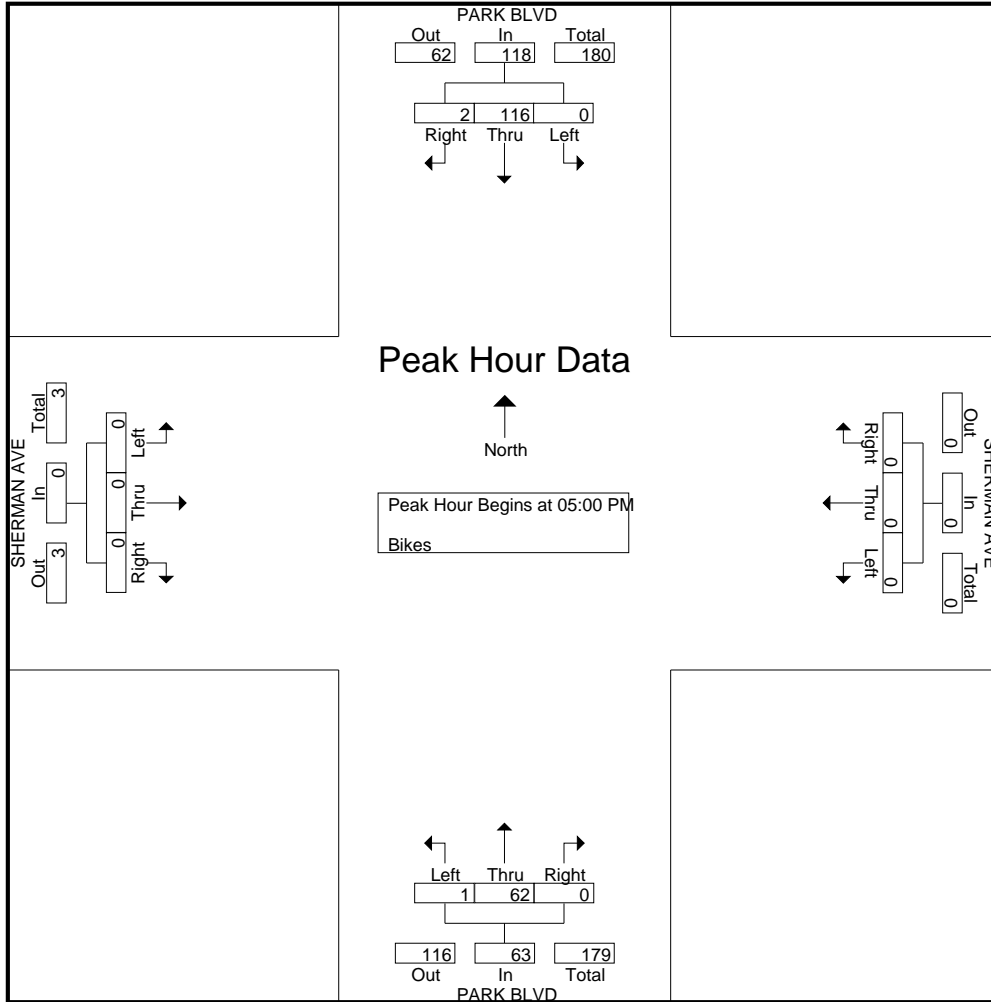 PARK BLVD
Out In Total
62 118 180
2 116 0
Right Thru Left
Peak Hour Data
North
Peak Hour Begins at 05:00 PM
Bikes
SHERMAN AVE
Out In Total
3 0 3
Left Thru Right
0 0 0
Right Thru Left
0 0 0
Out In Total
0 0 0
SHERMAN AVE
Left Thru Right
1 62 0
116 63 179
Out In Total
PARK BLVD